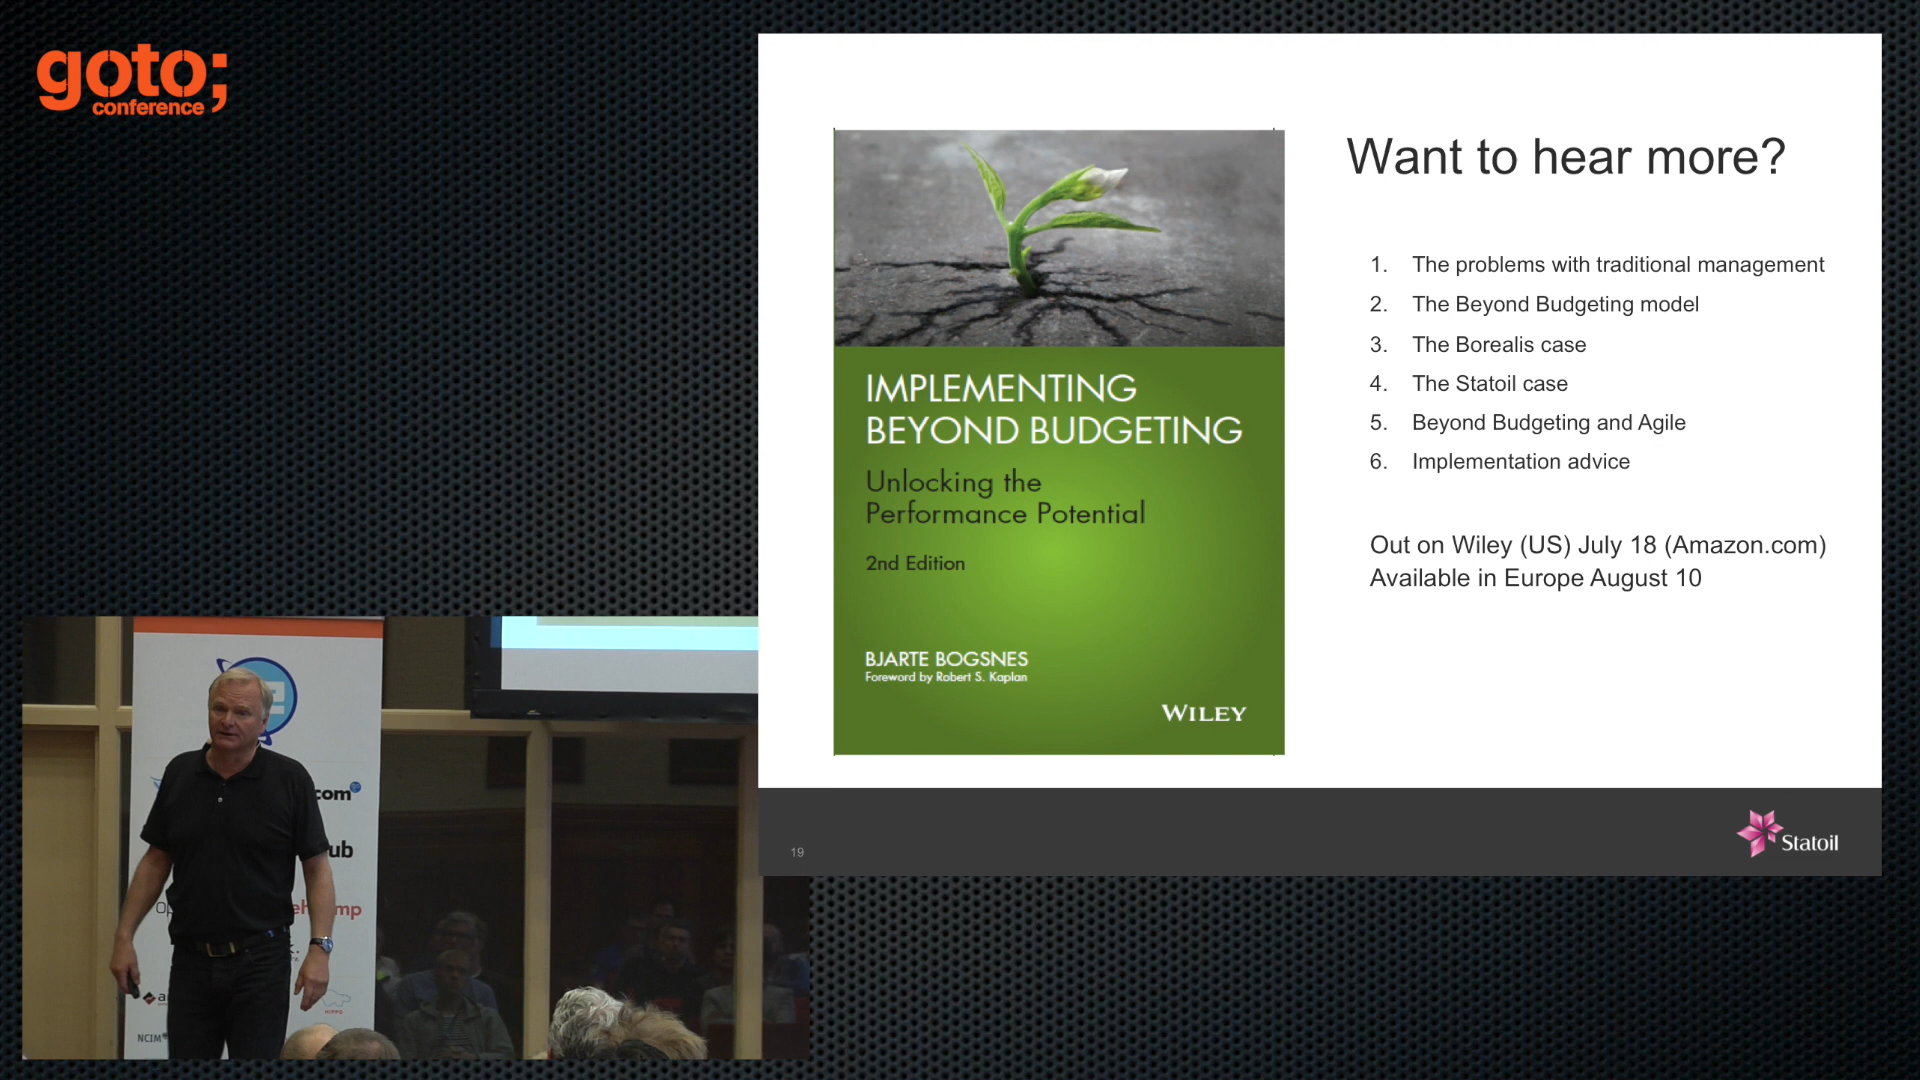 goto;
conference
Want to hear more?
1. The problems with traditional management
2. The Beyond Budgeting model
3. The Borealis case
4. The Statoil case
5. Beyond Budgeting and Agile
6. Implementation advice
Out on Wiley (US) July 18 (Amazon.com)
Available in Europe August 10
IMPLEMENTING
BEYOND BUDGETING
Unlocking the
Performance Potential
2nd Edition
BJARTE BOGSNES
Foreword by Robert S. Kaplan
WILEY
19
Statoil
com
ub
mp
NCIM